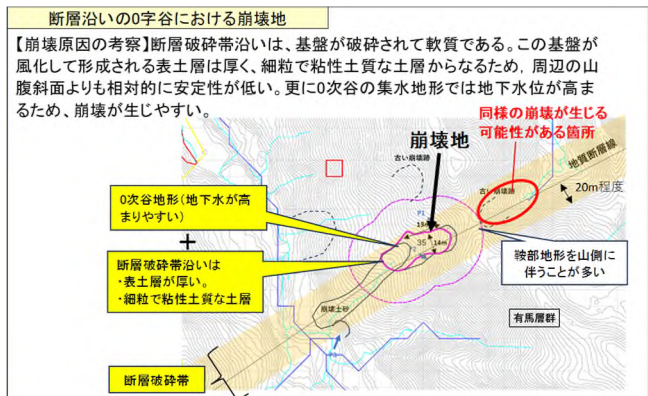 断層沿いの0字谷における崩壊地
【崩壊原因の考察】断層破砕帯沿いは、基盤が破砕されて軟質である。この基盤が
風化して形成される表土層は厚く、細粒で粘性土質な土層からなるため，周辺の山
腹斜面よりも相対的に安定性が低い。更に0次谷の集水地形では地下水位が高ま
るため、崩壊が生じやすい。
同様の崩壊が生じる
可能性がある箇所
崩壊地
地質断層線
古い崩壊跡
古い崩壊跡
20m程度
0次谷地形(地下水が高
まりやすい)
P1
35
14m
+
断層破砕帯沿いは
・表土層が厚い。
・細粒で粘性土質な土層
鞍部地形を山側に
伴うことが多い
崩壊土砂
有馬層群
断層破砕帯